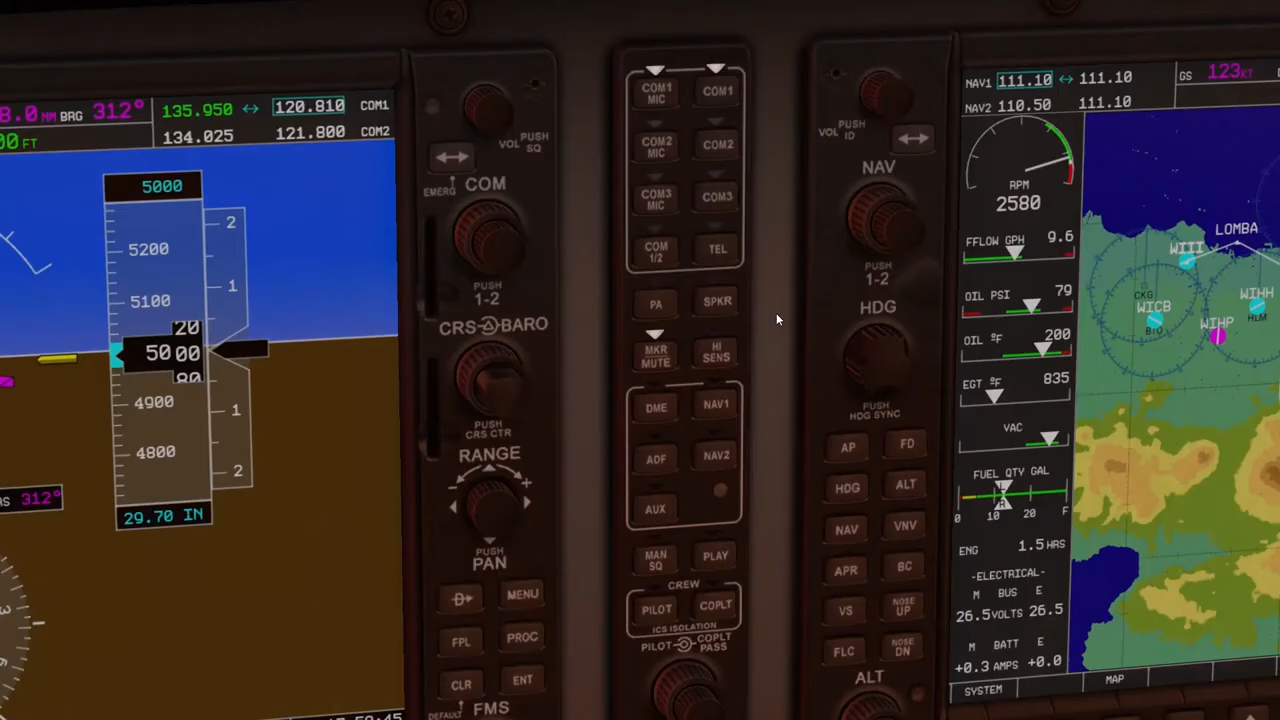 8.0 NM BRG 312°
00 FT
135.950 ↔ 120.810 COM1
134.025 121.800 COM2
5000
5200
5100
20
50 00
80
4900
4800
29.70 IN
2
1
1
2
312°
3
VOL PUSH SQ
EMERG
COM
PUSH
1-2
CRS BARO
PUSH
CRS CTR
RANGE
- +
PUSH
PAN
D MENU
FPL PROC
CLR ENT
DEFAULT
FMS
COM1 MIC COM1
COM2 MIC COM2
COM3 MIC COM3
COM 1/2 TEL
PA SPKR
MKR MUTE HI SENS
DME NAV1
ADF NAV2
AUX
MAN SQ PLAY
CREW
PILOT COPLT
ICS ISOLATION
PILOT COPLT
PASS
VOL PUSH ID
NAV
PUSH
1-2
HDG
PUSH
HDG SYNC
AP FD
HDG ALT
NAV VNV
APR BC
VS NOSE UP
FLC NOSE DN
ALT
NAV1 111.10 ↔ 111.10
NAV2 110.50 111.10
GS 123KT
RPM
2580
FFLOW GPH 9.6
OIL PSI 79
OIL °F 200
EGT °F 835
VAC
FUEL QTY GAL
L
R
0 10 20 F
ENG 1.5 HRS
-ELECTRICAL-
M BUS E
26.5 VOLTS 26.5
M BATT E
+0.3 AMPS +0.0
SYSTEM MAP
LOMBA
WIII
CKG
WICB
BTO
WIHH
HLM
WIHP